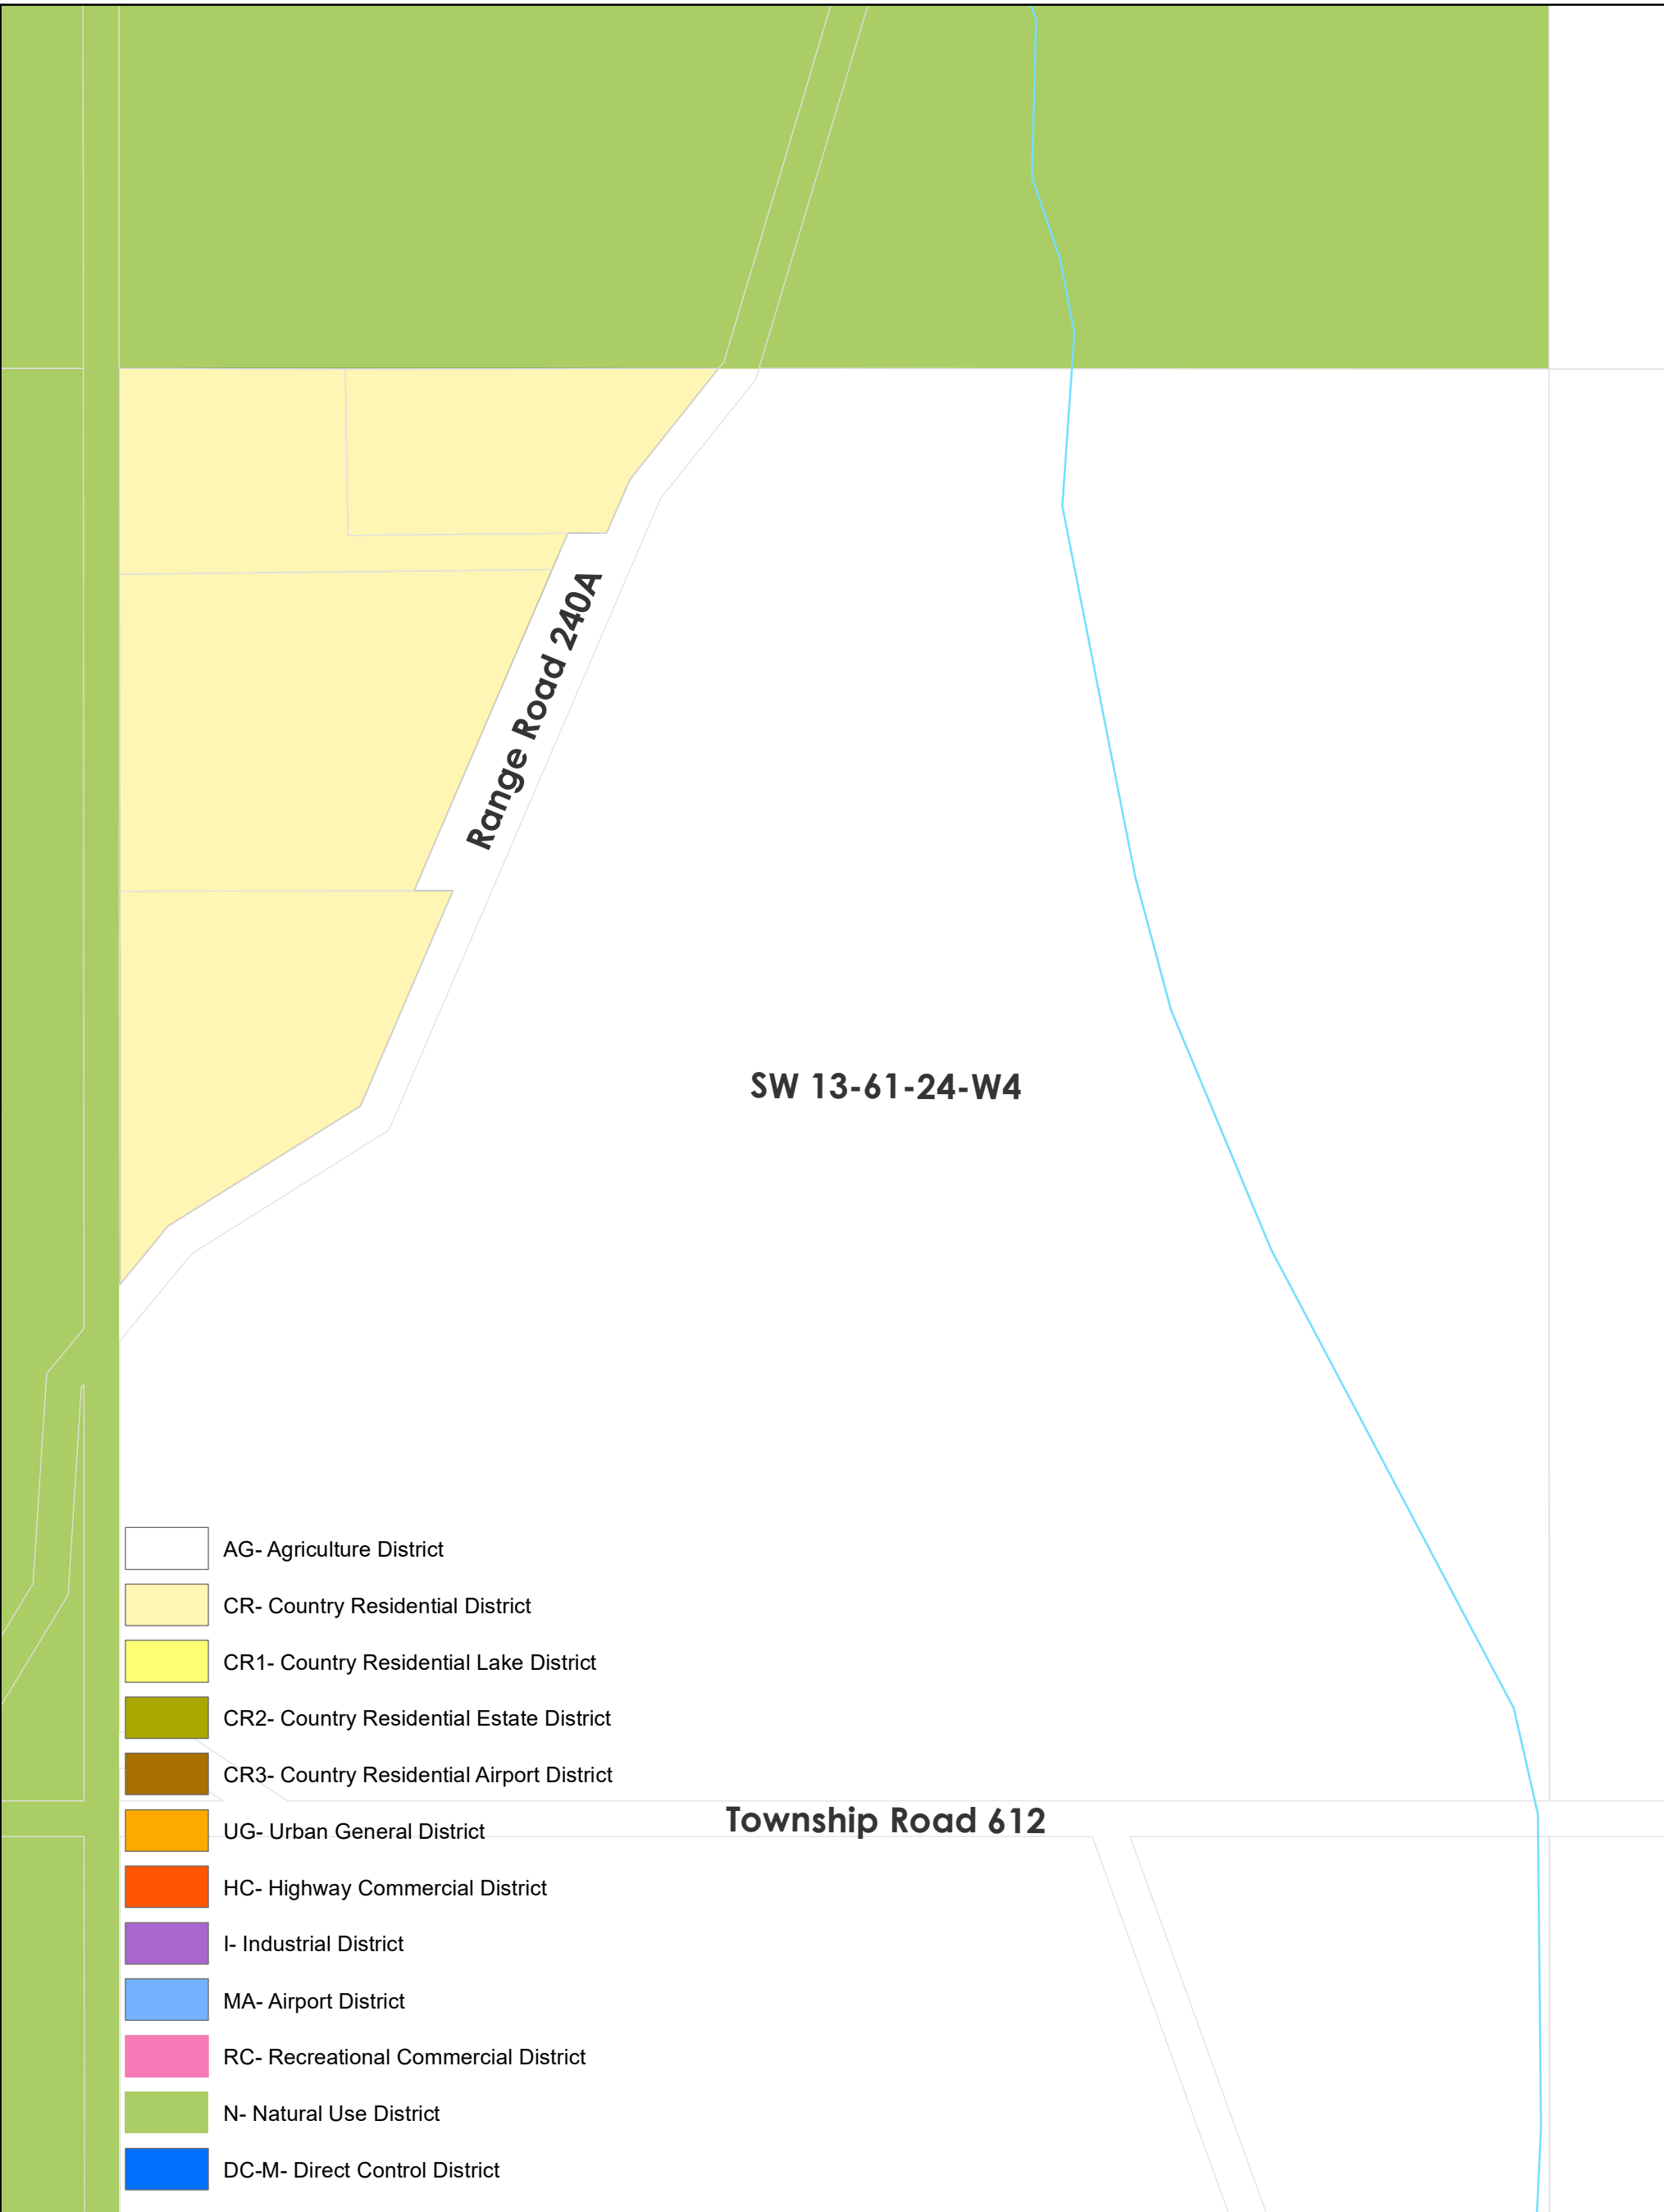 Range Road 240A
SW 13-61-24-W4
AG- Agriculture District
CR- Country Residential District
CR1- Country Residential Lake District
CR2- Country Residential Estate District
CR3- Country Residential Airport District
Township Road 612
UG- Urban General District
HC- Highway Commercial District
I- Industrial District
MA- Airport District
RC- Recreational Commercial District
N- Natural Use District
DC-M- Direct Control District